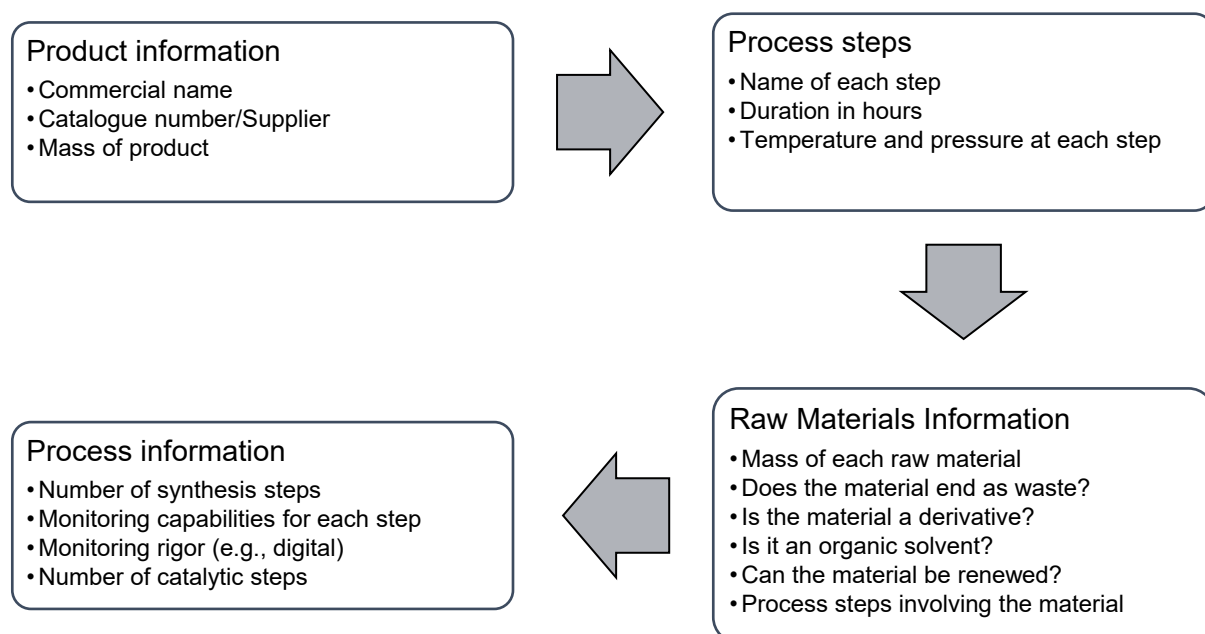 Product information
• Commercial name
• Catalogue number/Supplier
• Mass of product
Process steps
• Name of each step
• Duration in hours
• Temperature and pressure at each step
Raw Materials Information
• Mass of each raw material
• Does the material end as waste?
• Is the material a derivative?
• Is it an organic solvent?
• Can the material be renewed?
• Process steps involving the material
Process information
• Number of synthesis steps
• Monitoring capabilities for each step
• Monitoring rigor (e.g., digital)
• Number of catalytic steps